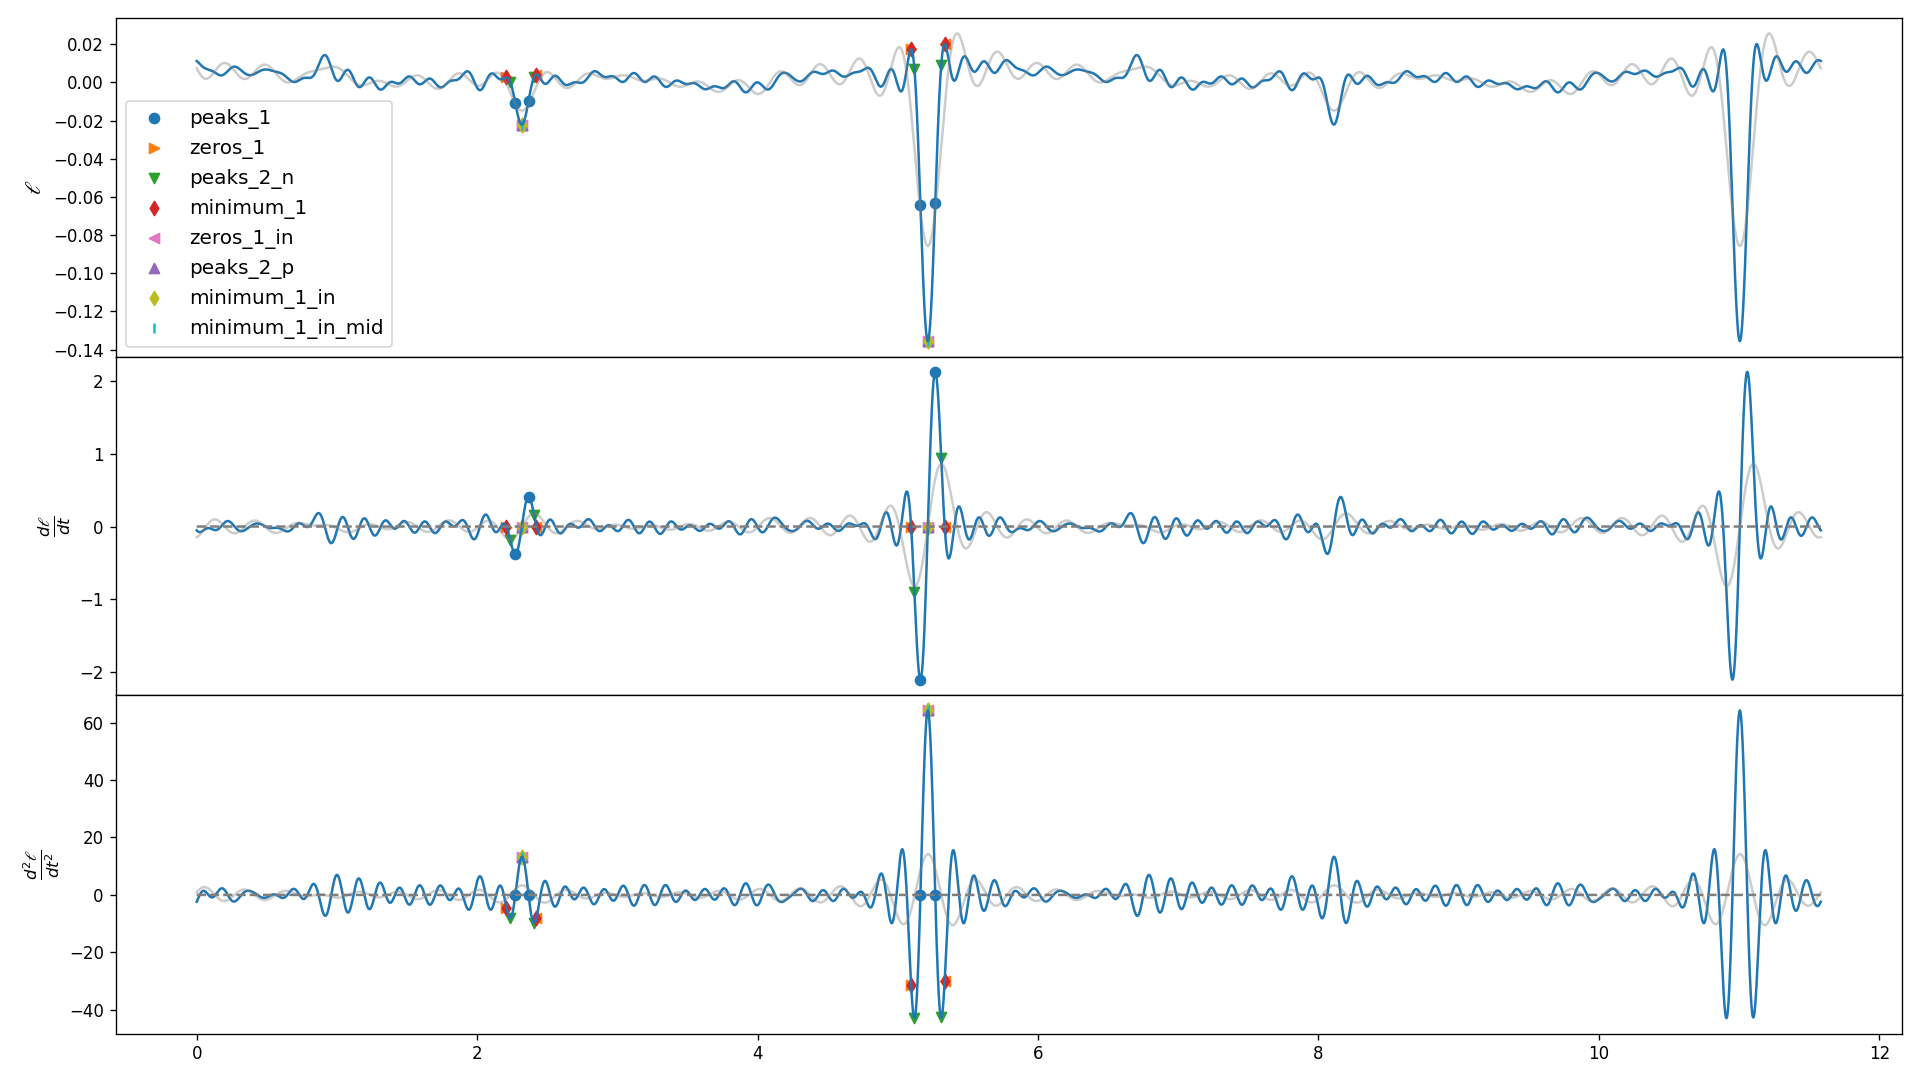 0.02
0.00
−0.02
−0.04
−0.06
−0.08
−0.10
−0.12
−0.14
ℓ
peaks_1
zeros_1
peaks_2_n
minimum_1
zeros_1_in
peaks_2_p
minimum_1_in
minimum_1_in_mid
2
1
0
−1
−2
dℓ
dt
60
40
20
0
−20
−40
d²ℓ
dt²
0 2 4 6 8 10 12